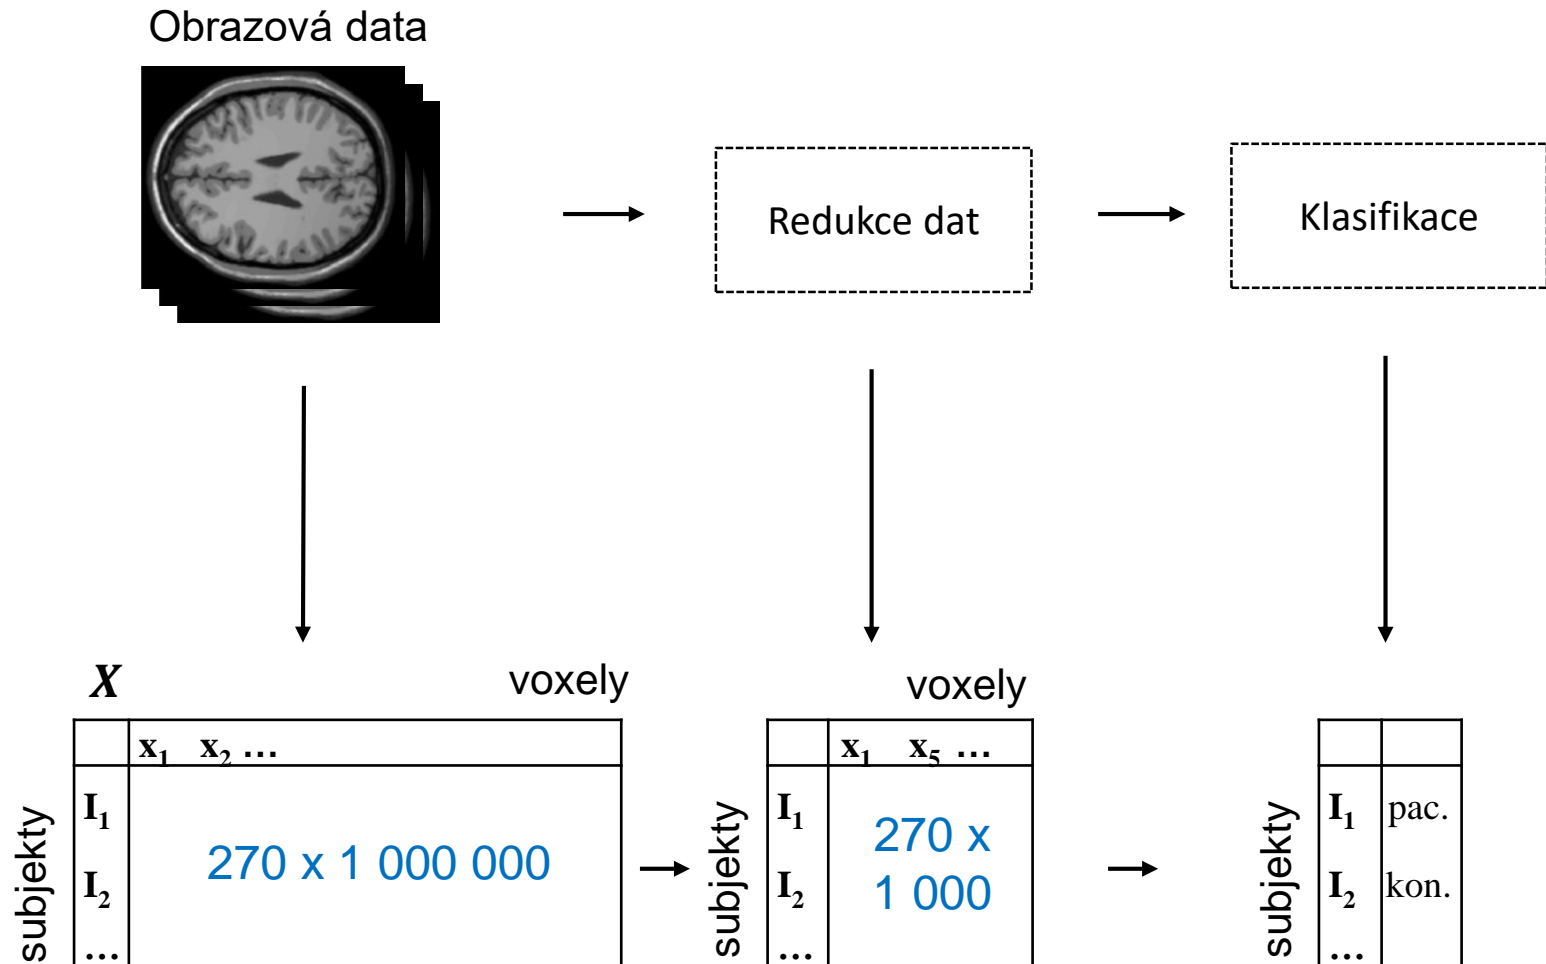 Obrazová data
Redukce dat
Klasifikace
X
voxely
x1 x2 ...
subjekty
I1
270 x 1 000 000
I2
...
voxely
x1 x5 ...
subjekty
I1
270 x
1 000
I2
...
subjekty
I1 pac.
I2 kon.
...